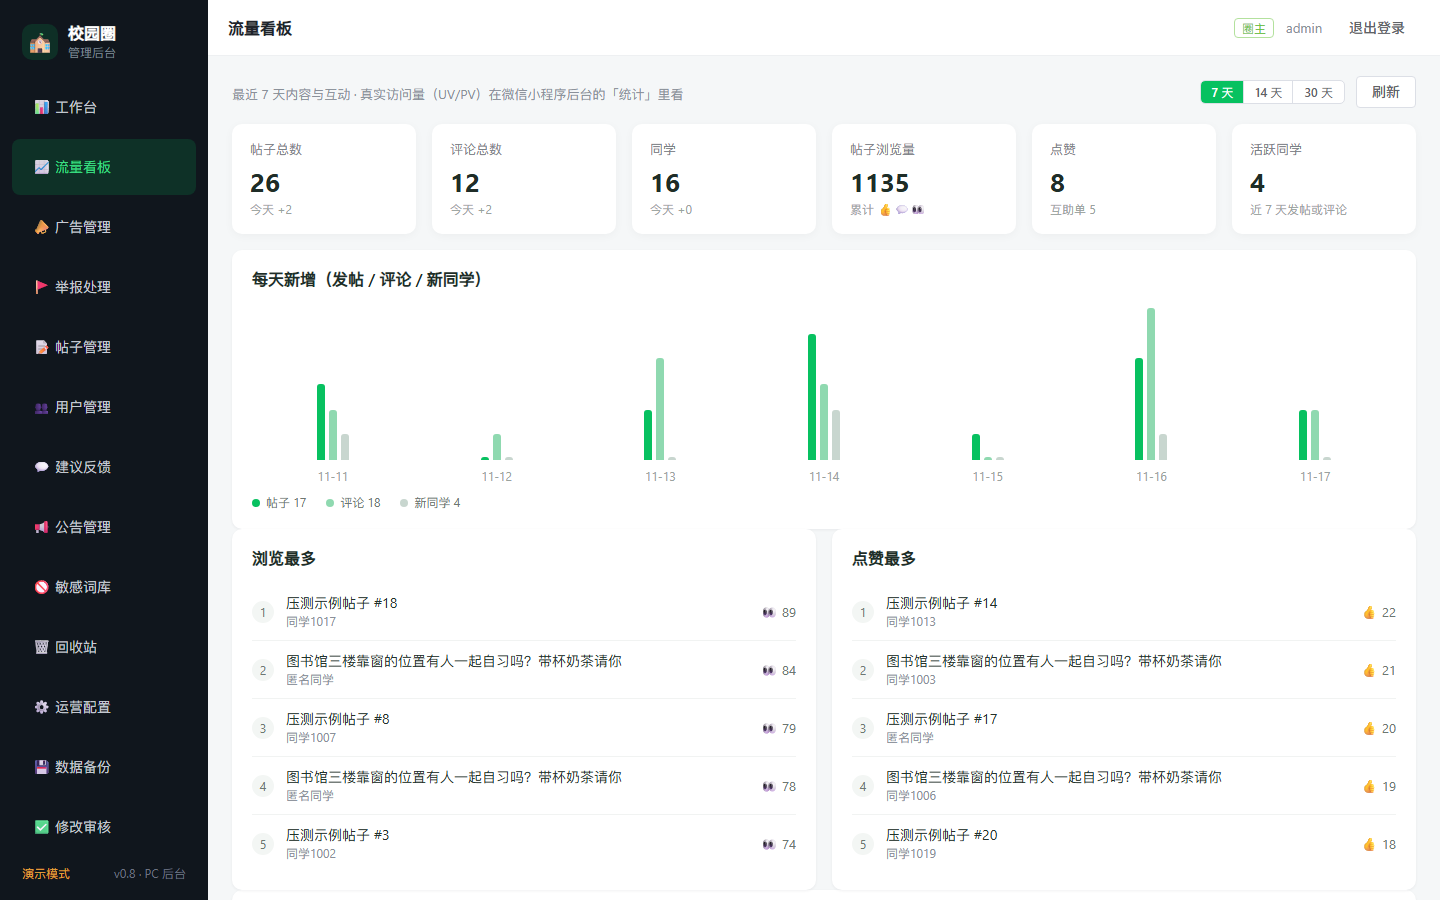 校园圈
管理后台
工作台
流量看板
广告管理
举报处理
帖子管理
用户管理
建议反馈
公告管理
敏感词库
回收站
运营配置
数据备份
修改审核
演示模式
v0.8 · PC 后台
流量看板
圈主
admin
退出登录
最近 7 天内容与互动 · 真实访问量（UV/PV）在微信小程序后台的「统计」里看
7 天
14 天
30 天
刷新
帖子总数
26
今天 +2
评论总数
12
今天 +2
同学
16
今天 +0
帖子浏览量
1135
累计 👍 💬 👀
点赞
8
互助单 5
活跃同学
4
近 7 天发帖或评论
每天新增（发帖 / 评论 / 新同学）
11-11
11-12
11-13
11-14
11-15
11-16
11-17
帖子 17
评论 18
新同学 4
浏览最多
1
压测示例帖子 #18
同学1017
👀 89
2
图书馆三楼靠窗的位置有人一起自习吗？带杯奶茶请你
匿名同学
👀 84
3
压测示例帖子 #8
同学1007
👀 79
4
图书馆三楼靠窗的位置有人一起自习吗？带杯奶茶请你
匿名同学
👀 78
5
压测示例帖子 #3
同学1002
👀 74
点赞最多
1
压测示例帖子 #14
同学1013
👍 22
2
图书馆三楼靠窗的位置有人一起自习吗？带杯奶茶请你
同学1003
👍 21
3
压测示例帖子 #17
匿名同学
👍 20
4
图书馆三楼靠窗的位置有人一起自习吗？带杯奶茶请你
同学1006
👍 19
5
压测示例帖子 #20
同学1019
👍 18